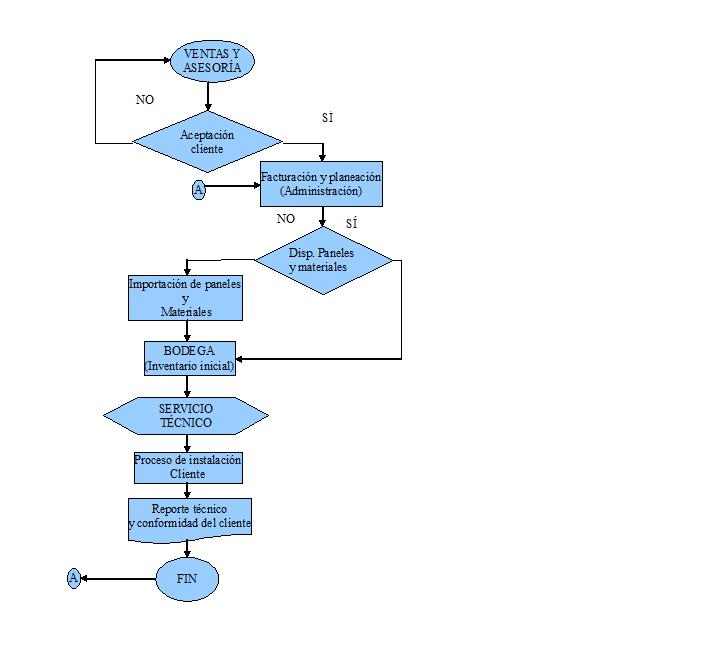 VENTAS Y
ASESORÍA
NO
SÍ
Aceptación
cliente
Facturación y planeación
(Administración)
A
NO
SÍ
Disp. Paneles
y materiales
Importación de paneles
y
Materiales
BODEGA
(Inventario inicial)
SERVICIO
TÉCNICO
Proceso de instalación
Cliente
Reporte técnico
y conformidad del cliente
A
FIN